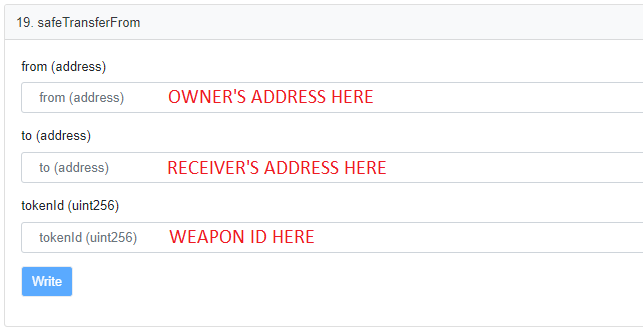 19. safeTransferFrom
from (address)
from (address) OWNER'S ADDRESS HERE
to (address)
to (address) RECEIVER'S ADDRESS HERE
tokenId (uint256)
tokenId (uint256) WEAPON ID HERE
Write